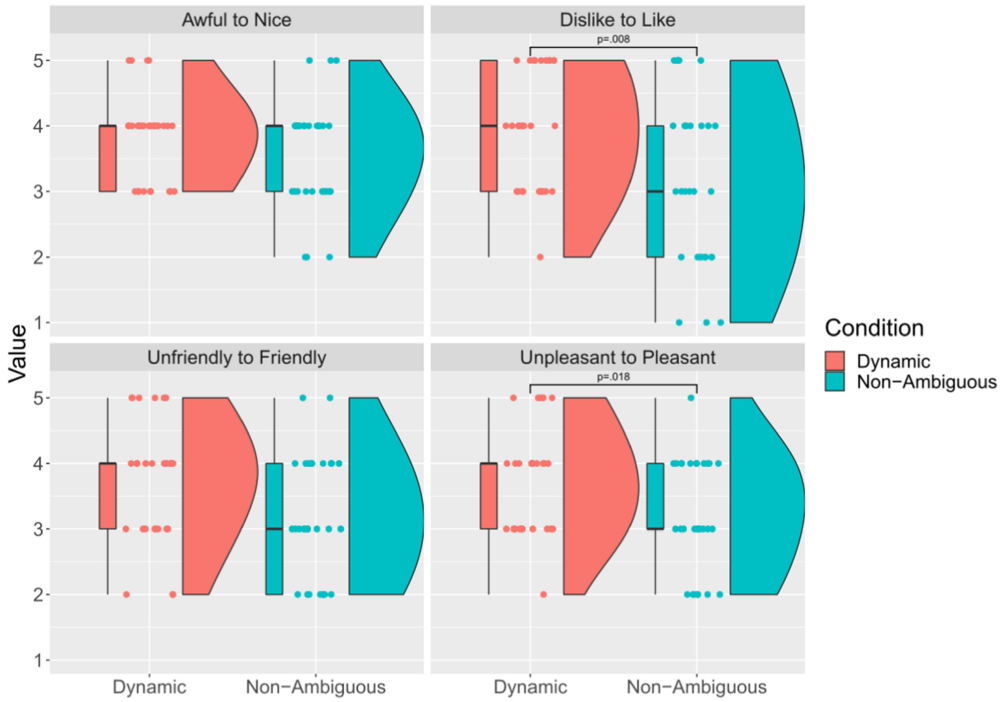 Awful to Nice
Dislike to Like
p=.008
5
4
3
2
1
Unfriendly to Friendly
Unpleasant to Pleasant
p=.018
5
4
3
2
1
Value
Dynamic
Non−Ambiguous
Dynamic
Non−Ambiguous
Condition
Dynamic
Non−Ambiguous